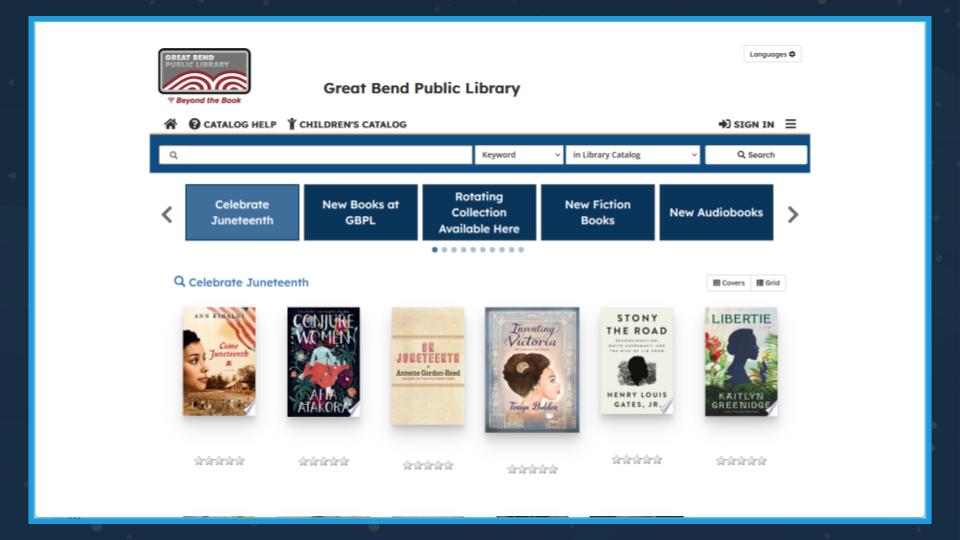 Languages
GREAT BEND
PUBLIC LIBRARY
Beyond the Book
Great Bend Public Library
CATALOG HELP
CHILDREN'S CATALOG
SIGN IN
Keyword
in Library Catalog
Search
Celebrate
Juneteenth
New Books at
GBPL
Rotating
Collection
Available Here
New Fiction
Books
New Audiobooks
Celebrate Juneteenth
Covers
Grid
ANN RINALDI
Come
Juneteenth
CONJURE
WOMEN
AFIA
ATAKORA
ON
JUNETEENTH
Annette Gordon-Reed
Inventing
Victoria
Tonya Bolden
STONY
THE ROAD
RECONSTRUCTION,
WHITE SUPREMACY, AND
THE RISE OF JIM CROW
HENRY LOUIS
GATES, JR.
LIBERTIE
KAITLYN
GREENIDGE